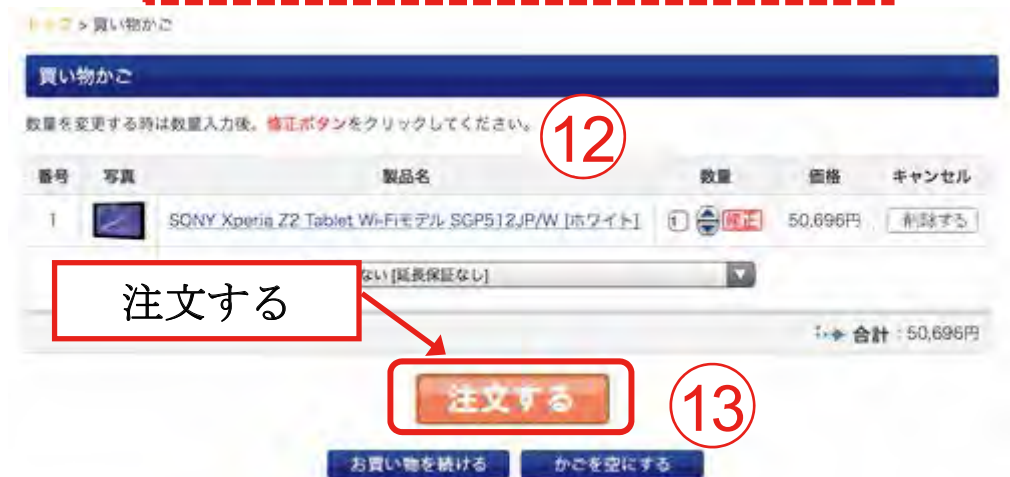 トップ > 買い物かご
買い物かご
数量を変更する時は数量入力後、修正ボタンをクリックしてください。
⑫
番号 写真 製品名 数量 価格 キャンセル
1 SONY Xperia Z2 Tablet Wi-Fiモデル SGP512JP/W [ホワイト] 1 修正 50,696円 削除する
ない [延長保証なし]
注文する
合計 : 50,696円
注文する
⑬
お買い物を続ける かごを空にする